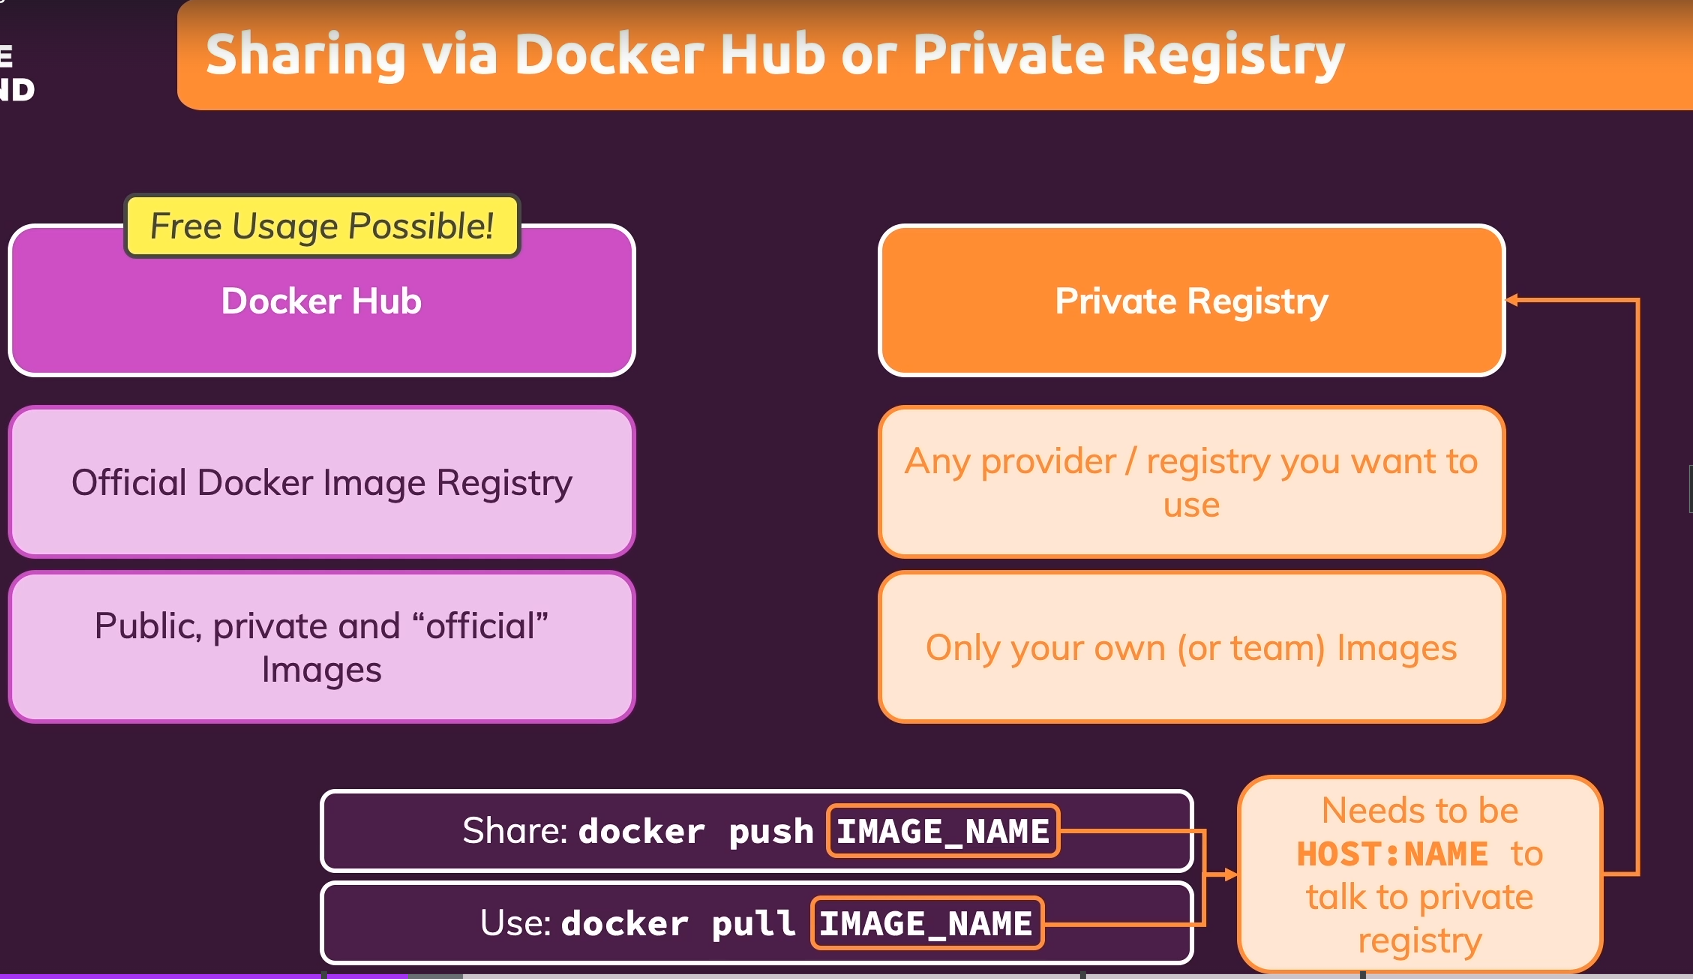 E
ND
Sharing via Docker Hub or Private Registry
Free Usage Possible!
Docker Hub
Official Docker Image Registry
Public, private and “official”
Images
Private Registry
Any provider / registry you want to
use
Only your own (or team) Images
Share: docker push IMAGE_NAME
Use: docker pull IMAGE_NAME
Needs to be
HOST:NAME to
talk to private
registry